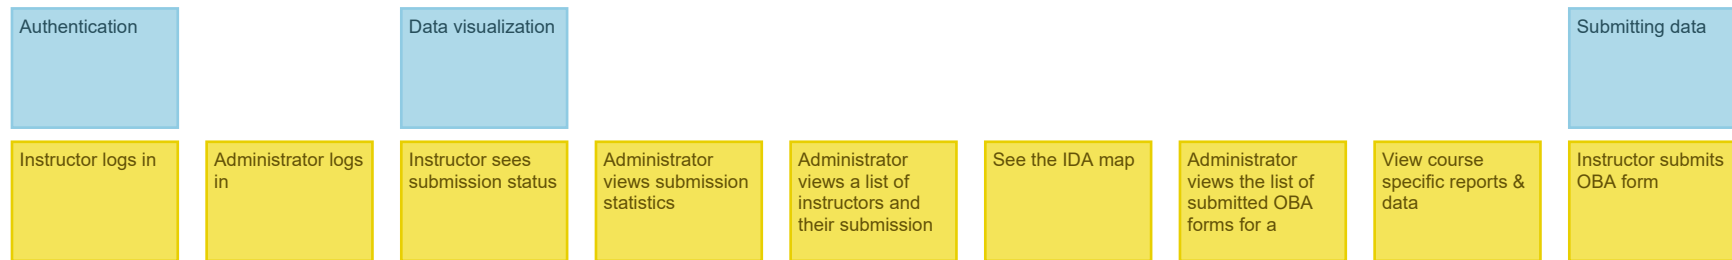 Authentication
Data visualization
Submitting data
Instructor logs in
Administrator logs
in
Instructor sees
submission status
Administrator
views submission
statistics
Administrator
views a list of
instructors and
their submission
See the IDA map
Administrator
views the list of
submitted OBA
forms for a
View course
specific reports &
data
Instructor submits
OBA form